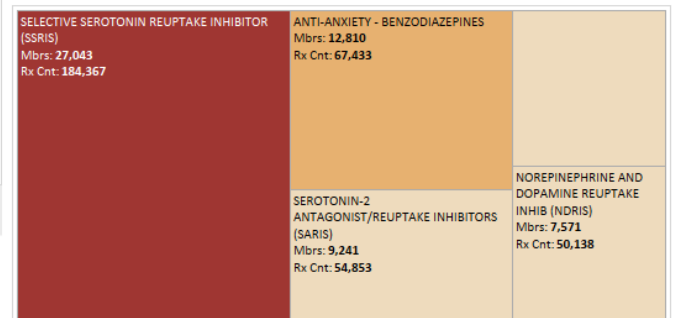 SELECTIVE SEROTONIN REUPTAKE INHIBITOR
(SSRIS)
Mbrs: 27,043
Rx Cnt: 184,367
ANTI-ANXIETY - BENZODIAZEPINES
Mbrs: 12,810
Rx Cnt: 67,433
SEROTONIN-2
ANTAGONIST/REUPTAKE INHIBITORS
(SARIS)
Mbrs: 9,241
Rx Cnt: 54,853
NOREPINEPHRINE AND
DOPAMINE REUPTAKE
INHIB (NDRIS)
Mbrs: 7,571
Rx Cnt: 50,138